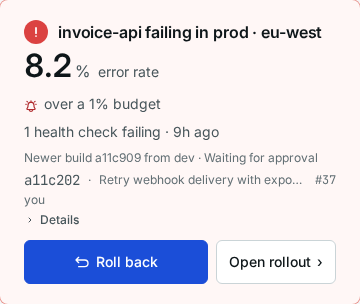 ! invoice-api failing in prod · eu-west
8.2% error rate
over a 1% budget
1 health check failing · 9h ago
Newer build a11c909 from dev · Waiting for approval
a11c202 · Retry webhook delivery with expo... #37
you
› Details
Roll back
Open rollout ›